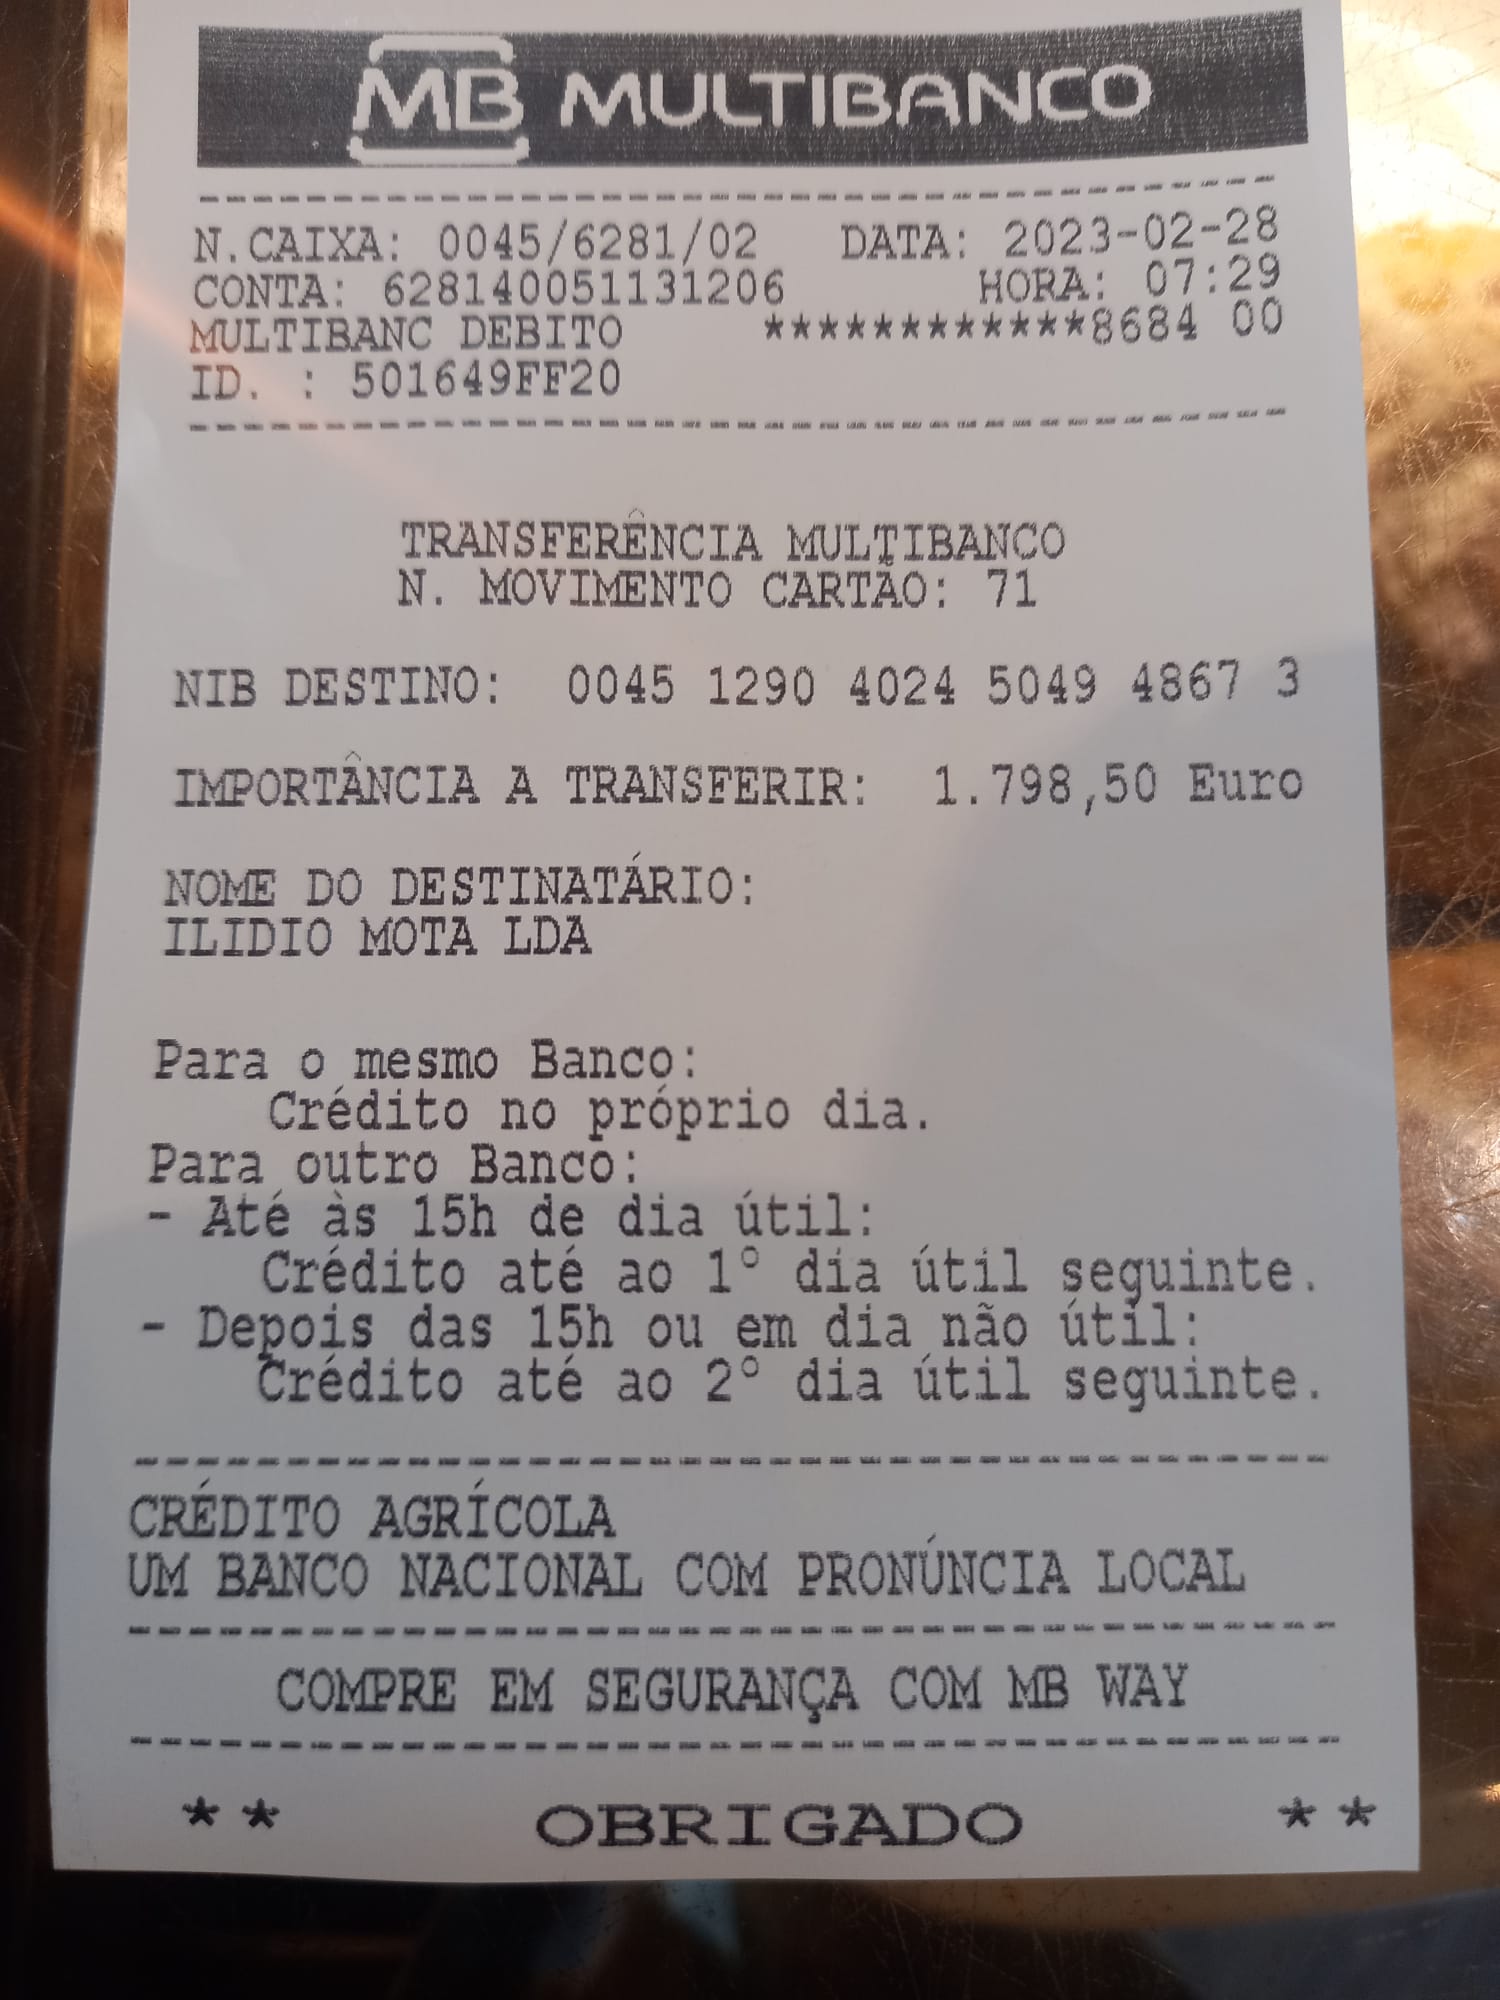 MB MULTIBANCO
N.CAIXA: 0045/6281/02 DATA: 2023-02-28
CONTA: 628140051131206 HORA: 07:29
MULTIBANC DEBITO ************8684 00
ID. : 501649FF20
TRANSFERÊNCIA MULTIBANCO
N. MOVIMENTO CARTÃO: 71
NIB DESTINO: 0045 1290 4024 5049 4867 3
IMPORTÂNCIA A TRANSFERIR: 1.798,50 Euro
NOME DO DESTINATÁRIO:
ILIDIO MOTA LDA
Para o mesmo Banco:
Crédito no próprio dia.
Para outro Banco:
- Até às 15h de dia útil:
Crédito até ao 1º dia útil seguinte.
- Depois das 15h ou em dia não útil:
Crédito até ao 2º dia útil seguinte.
CRÉDITO AGRÍCOLA
UM BANCO NACIONAL COM PRONÚNCIA LOCAL
COMPRE EM SEGURANÇA COM MB WAY
** OBRIGADO **